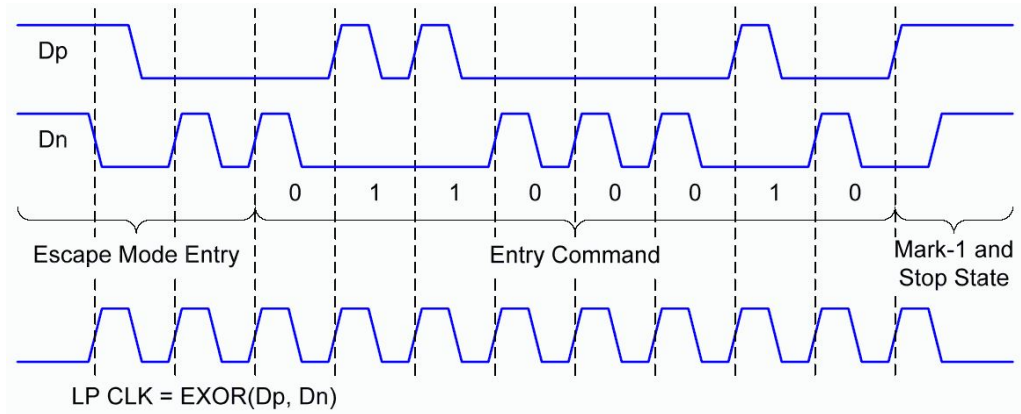 Dp
Dn
0 1 1 0 0 0 1 0
Escape Mode Entry
Entry Command
Mark-1 and
Stop State
LP CLK = EXOR(Dp, Dn)